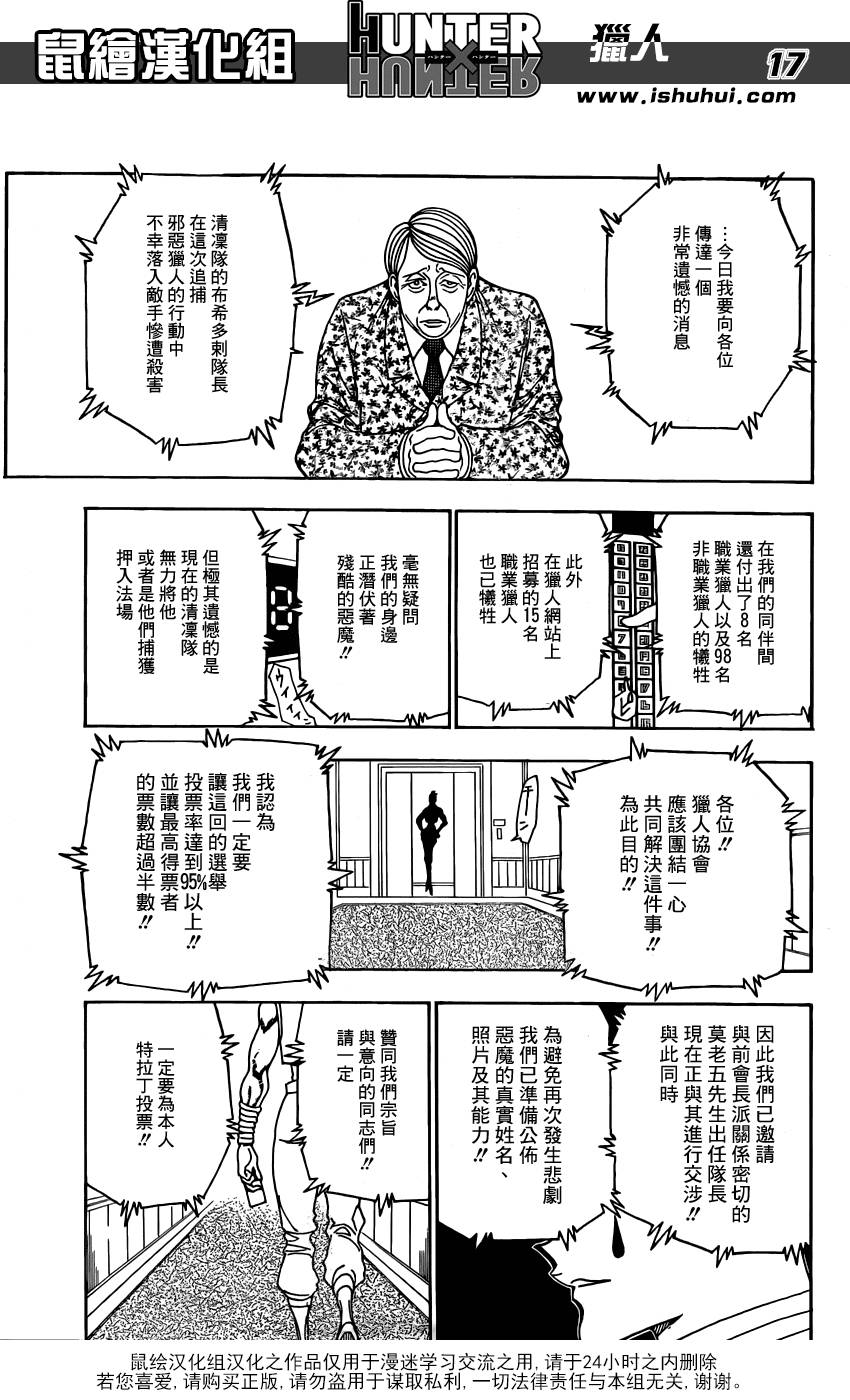 鼠繪漢化組
HUNTER
×
ハンター
ハンター
HUNTER
獵人
17
www.ishuhui.com
…今日我要向各位
傳達一個
非常遺憾的消息
清凜隊的布希多刺隊長
在這次追捕
邪惡獵人的行動中
不幸落入敵手慘遭殺害
在我們的同伴間
還付出了8名
職業獵人以及98名
非職業獵人的犧牲
此外
在獵人網站上
招募的15名
職業獵人
也已犧牲
毫無疑問
我們的身邊
正潛伏著
殘酷的惡魔!!
但極其遺憾的是
現在的清凜隊
無力將他
或者是他們捕獲
押入法場
各位!!
獵人協會
應該團結一心
共同解決這件事!!
為此目的!!
チーン
我認為
我們一定要
讓這回的選舉
投票率達到95%以上!!
並讓最高得票者
的票數超過半數!!
因此我們已邀請
與前會長派關係密切的
莫老五先生出任隊長
現在正與其進行交涉!!
與此同時
為避免再次發生悲劇
我們已準備公佈
惡魔的真實姓名、
照片及其能力!!
贊同我們宗旨
與意向的同志們!!
請一定
一定要為本人
特拉丁投票!!
鼠绘汉化组汉化之作品仅用于漫迷学习交流之用, 请于24小时之内删除
若您喜爱, 请购买正版, 请勿盗用于谋取私利, 一切法律责任与本组无关, 谢谢。